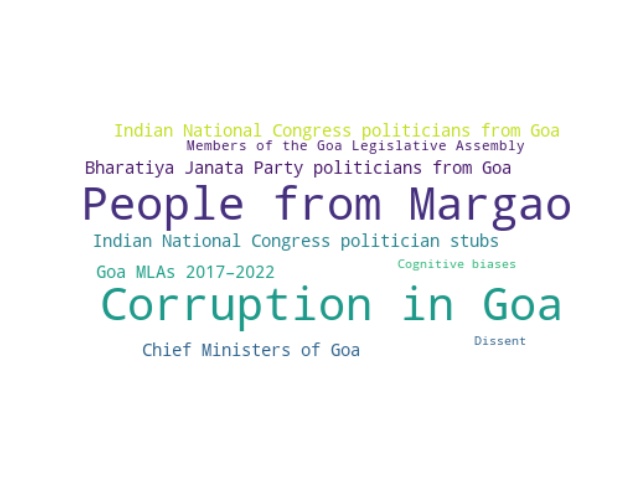 Indian National Congress politicians from Goa
Members of the Goa Legislative Assembly
Bharatiya Janata Party politicians from Goa
People from Margao
Indian National Congress politician stubs
Cognitive biases
Goa MLAs 2017–2022
Corruption in Goa
Dissent
Chief Ministers of Goa